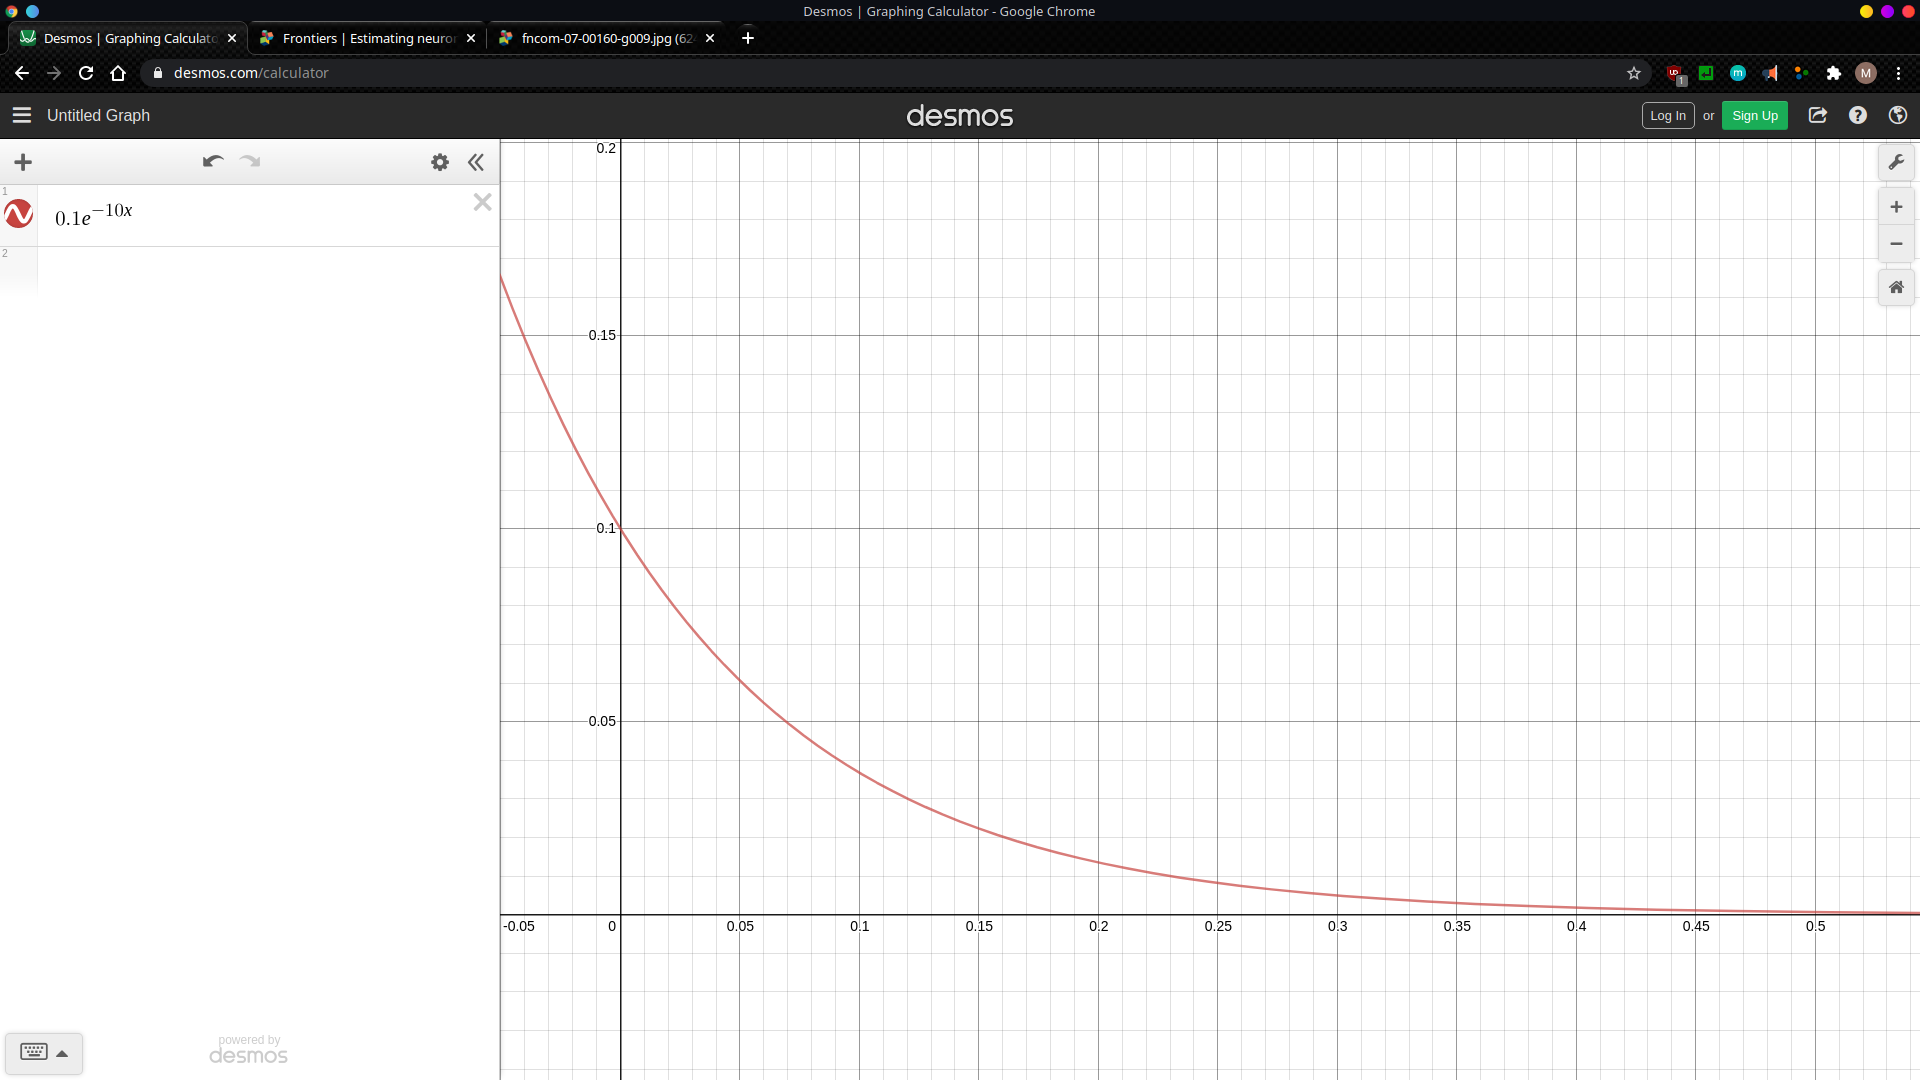 Desmos | Graphing Calculator - Google Chrome
Desmos | Graphing Calculato
Frontiers | Estimating neuro
fncom-07-00160-g009.jpg (62
desmos.com/calculator
1
M
Untitled Graph
desmos
Log In or Sign Up
1
0.1e^{-10x}
2
0.2
0.15
0.1
0.05
-0.05 0 0.05 0.1 0.15 0.2 0.25 0.3 0.35 0.4 0.45 0.5
powered by
desmos